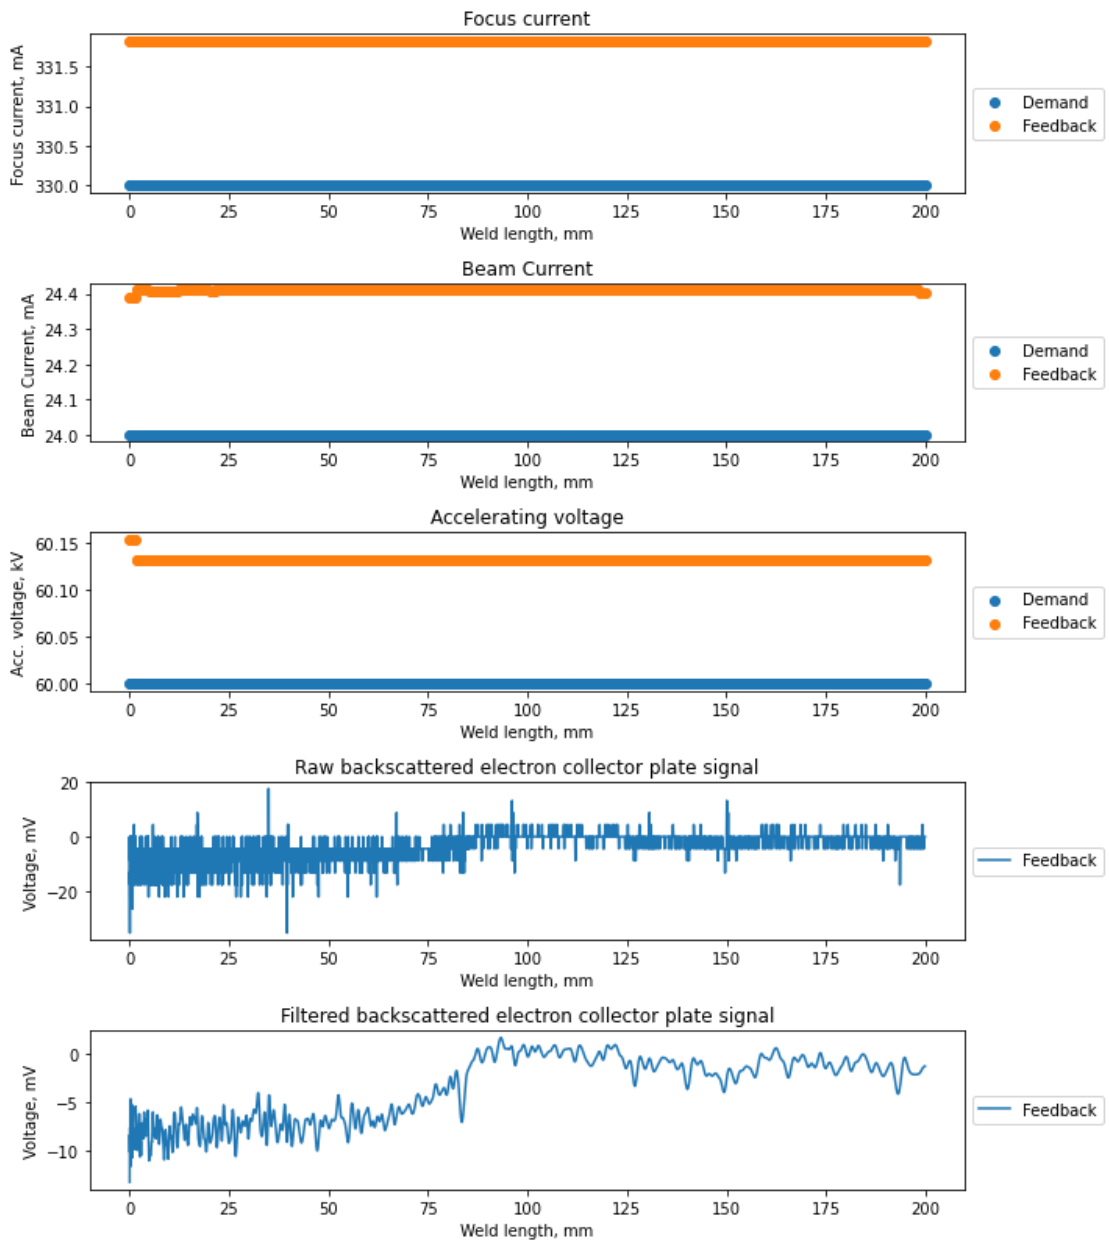 Focus current
Focus current, mA
331.5
331.0
330.5
330.0
0 25 50 75 100 125 150 175 200
Weld length, mm
Demand
Feedback
Beam Current
Beam Current, mA
24.4
24.3
24.2
24.1
24.0
0 25 50 75 100 125 150 175 200
Weld length, mm
Demand
Feedback
Accelerating voltage
Acc. voltage, kV
60.15
60.10
60.05
60.00
0 25 50 75 100 125 150 175 200
Weld length, mm
Demand
Feedback
Raw backscattered electron collector plate signal
Voltage, mV
20
0
−20
0 25 50 75 100 125 150 175 200
Weld length, mm
Feedback
Filtered backscattered electron collector plate signal
Voltage, mV
0
−5
−10
0 25 50 75 100 125 150 175 200
Weld length, mm
Feedback